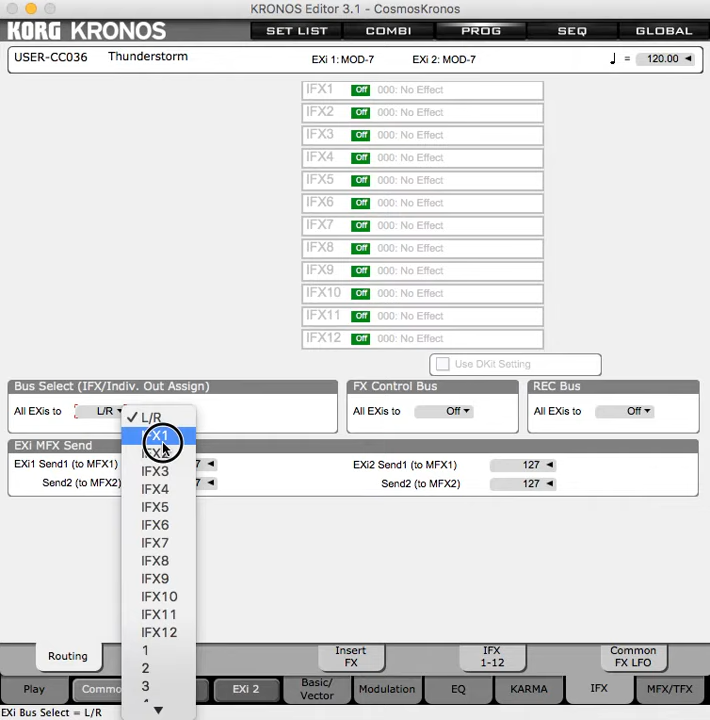 KRONOS Editor 3.1 - CosmosKronos
KORG KRONOS
SET LIST
COMBI
PROG
SEQ
GLOBAL
USER-CC036
Thunderstorm
EXi 1: MOD-7
EXi 2: MOD-7
♩ = 120.00
IFX1 Off 000: No Effect
IFX2 Off 000: No Effect
IFX3 Off 000: No Effect
IFX4 Off 000: No Effect
IFX5 Off 000: No Effect
IFX6 Off 000: No Effect
IFX7 Off 000: No Effect
IFX8 Off 000: No Effect
IFX9 Off 000: No Effect
IFX10 Off 000: No Effect
IFX11 Off 000: No Effect
IFX12 Off 000: No Effect
Use DKit Setting
Bus Select (IFX/Indiv. Out Assign)
All EXis to L/R
FX Control Bus
All EXis to Off
REC Bus
All EXis to Off
✓ L/R
IFX1
IFX2
IFX3
IFX4
IFX5
IFX6
IFX7
IFX8
IFX9
IFX10
IFX11
IFX12
1
2
3
EXi MFX Send
EXi1 Send1 (to MFX1) 7
Send2 (to MFX2) 7
EXi2 Send1 (to MFX1) 127
Send2 (to MFX2) 127
Routing
Insert
FX
IFX
1-12
Common
FX LFO
Play
Commo
EXi 2
Basic/
Vector
Modulation
EQ
KARMA
IFX
MFX/TFX
EXi Bus Select = L/R